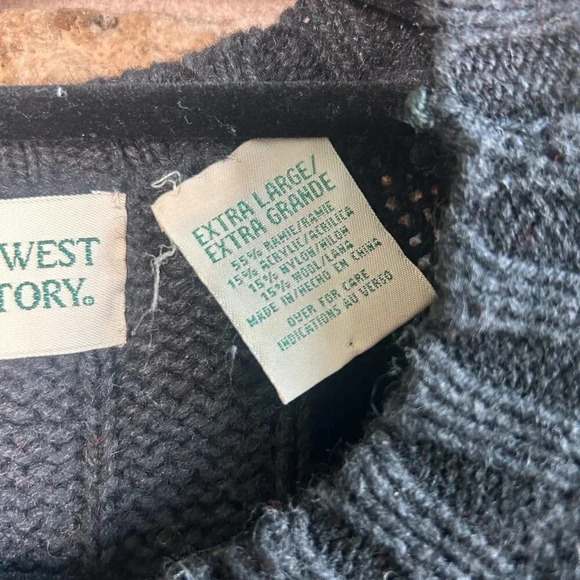 WEST
TORY.
EXTRA LARGE/
EXTRA GRANDE
55% RAMIE/RAMIE
15% ACRYLIC/ACRILICA
15% NYLON/NILON
15% WOOL/LANA
MADE IN/HECHO EN CHINA
OVER FOR CARE
INDICATIONS AU VERSO